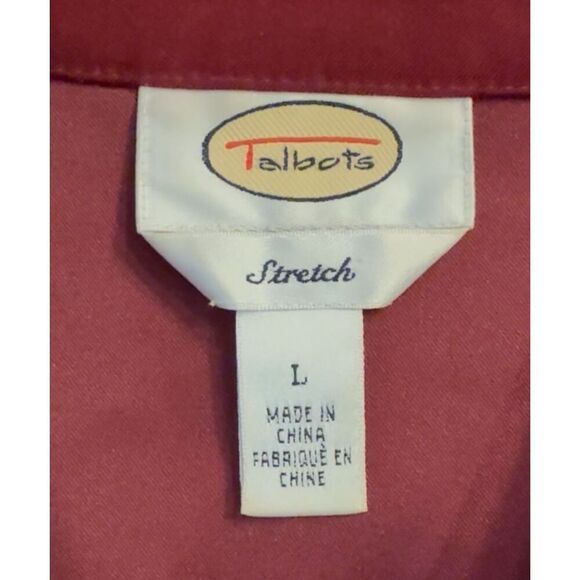 Talbots
Stretch
L
MADE IN
CHINA
FABRIQUÈ EN
CHINE